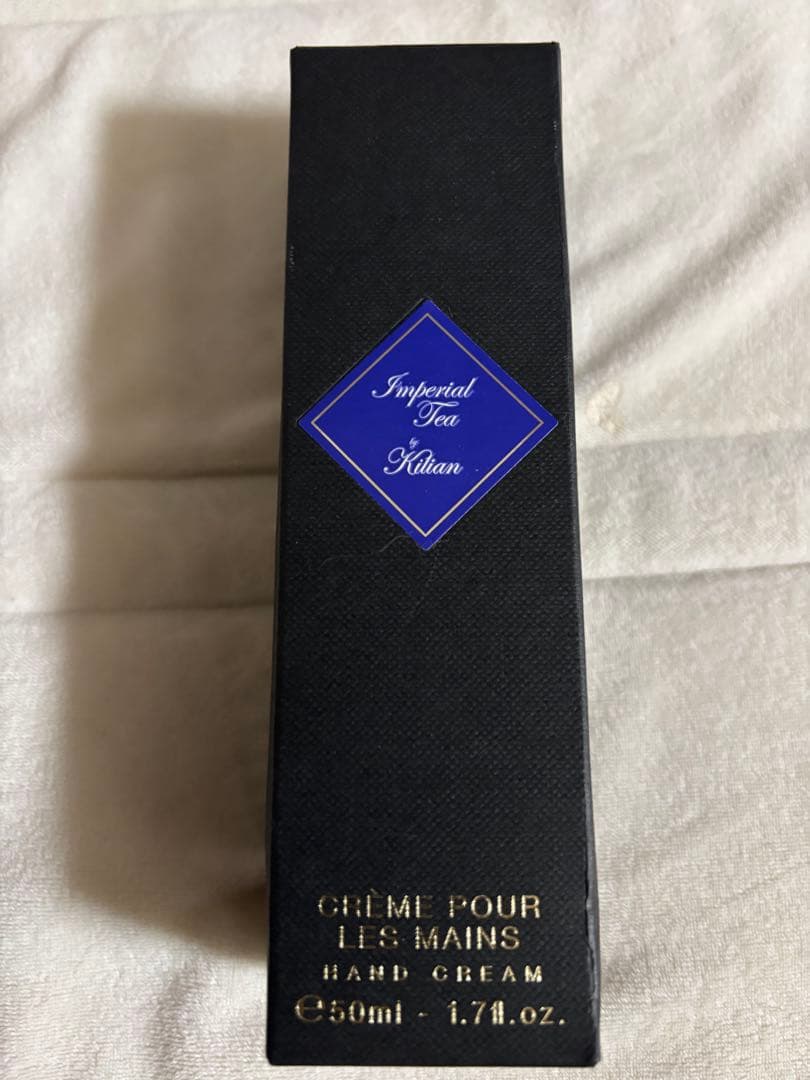 Imperial
Tea
by
Kilian
CRÈME POUR
LES MAINS
HAND CREAM
℮50ml - 1.7fl.oz.